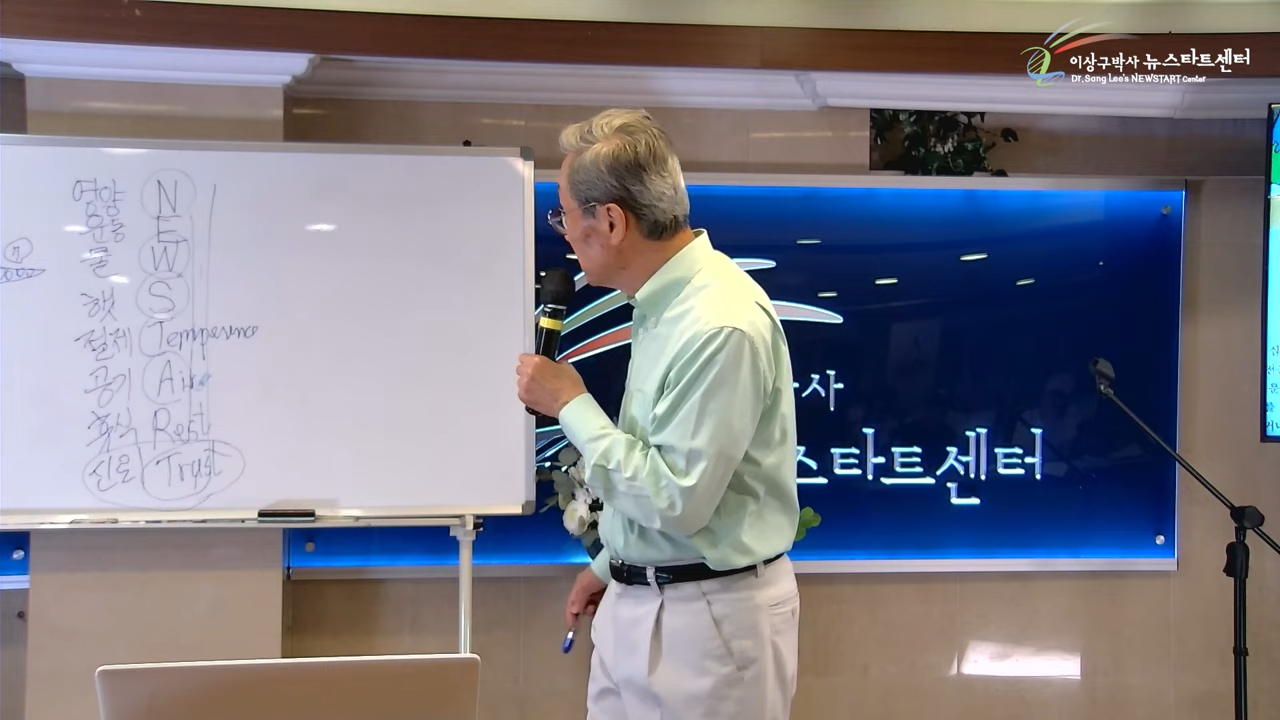 이상구박사 뉴스타트센터
Dr. Sang Lee's NEWSTART Center
영양 N
운동 E
물 W
햇 S
절제 Temperence
공기 Air
휴식 Rest
신뢰 Trust
사
스타트센터